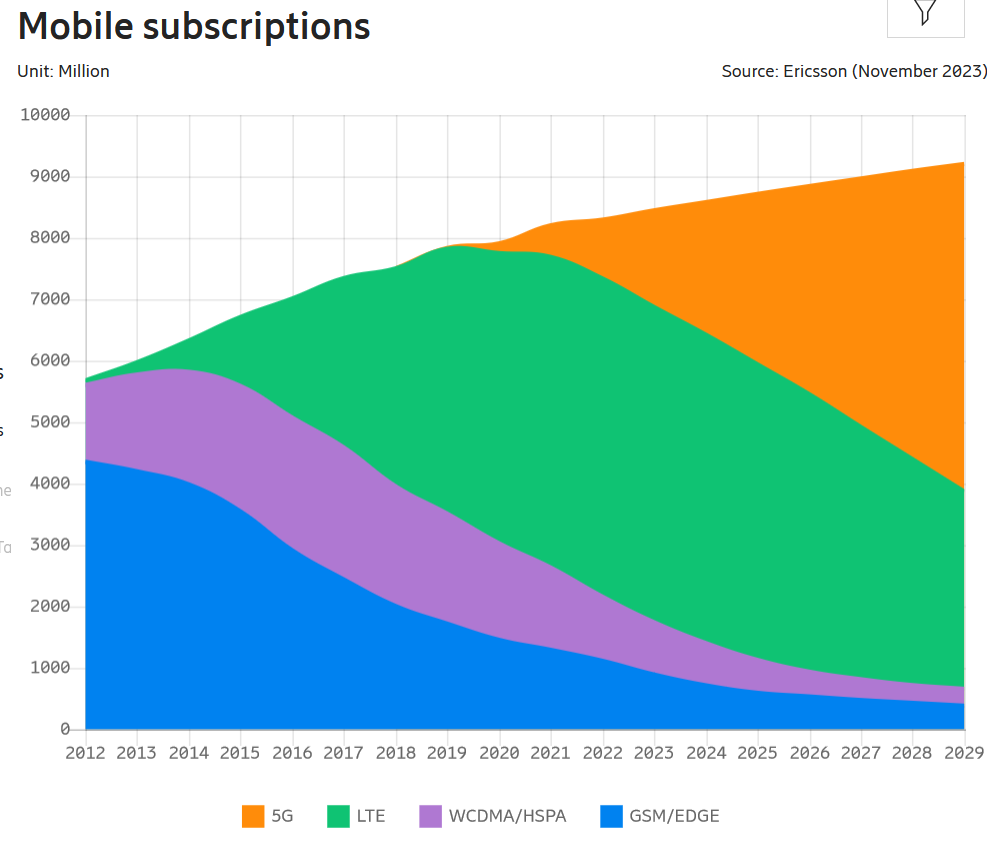 Mobile subscriptions
Unit: Million
Source: Ericsson (November 2023)
10000
9000
8000
7000
6000
5000
4000
3000
2000
1000
0
2012 2013 2014 2015 2016 2017 2018 2019 2020 2021 2022 2023 2024 2025 2026 2027 2028 2029
5G LTE WCDMA/HSPA GSM/EDGE